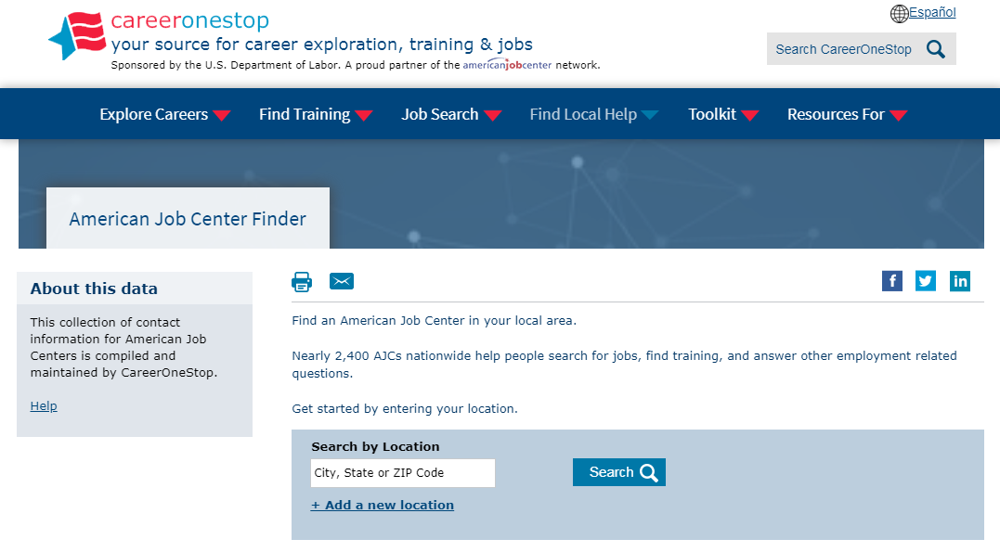 careeronestop
Español
your source for career exploration, training & jobs
Search CareerOneStop
Sponsored by the U.S. Department of Labor. A proud partner of the americanjobcenter network.
Explore Careers Find Training Job Search Find Local Help Toolkit Resources For
American Job Center Finder
About this data
This collection of contact
information for American Job
Centers is compiled and
maintained by CareerOneStop.
Help
f in
Find an American Job Center in your local area.
Nearly 2,400 AJCs nationwide help people search for jobs, find training, and answer other employment related
questions.
Get started by entering your location.
Search by Location
City, State or ZIP Code Search
+ Add a new location